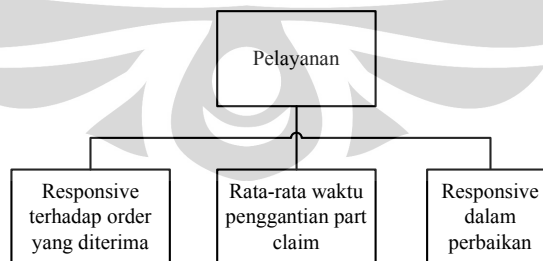 Pelayanan
Responsive
terhadap order
yang diterima
Rata-rata waktu
penggantian part
claim
Responsive
dalam
perbaikan